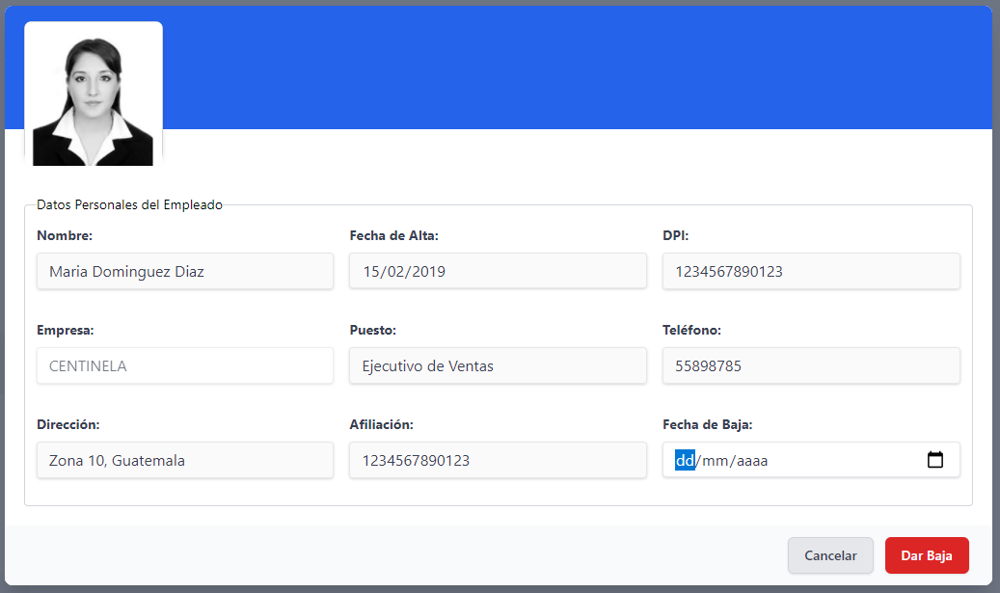 Datos Personales del Empleado
Nombre: Fecha de Alta: DPI:
Maria Dominguez Diaz 15/02/2019 1234567890123
Empresa: Puesto: Teléfono:
CENTINELA Ejecutivo de Ventas 55898785
Dirección: Afiliación: Fecha de Baja:
Zona 10, Guatemala 1234567890123 dd/mm/aaaa
Cancelar Dar Baja